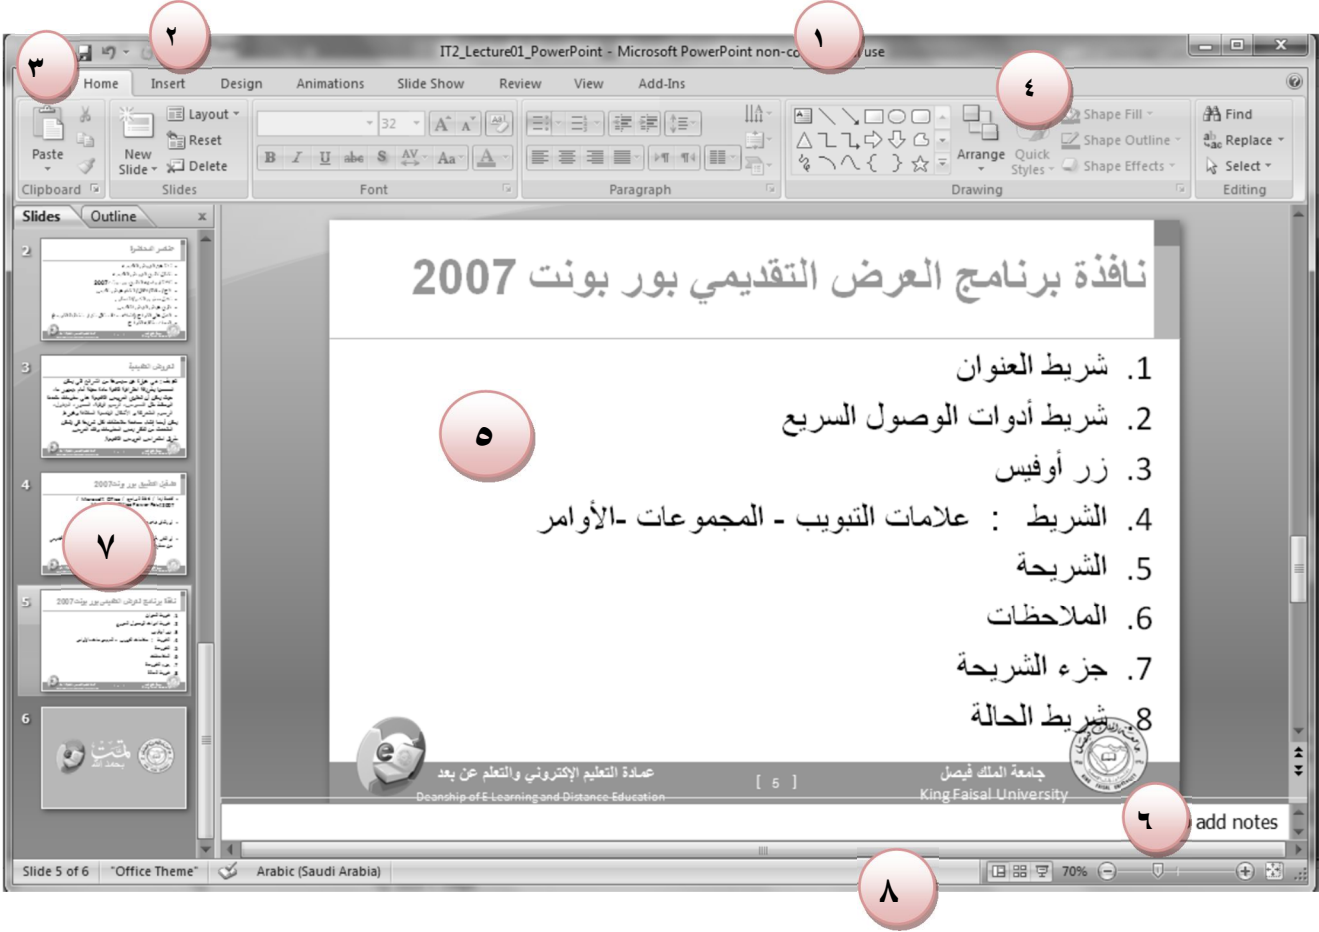 ١
٢
٣
٤
IT2_Lecture01_PowerPoint - Microsoft PowerPoint non-co use
Home Insert Design Animations Slide Show Review View Add-Ins
Paste
Clipboard
New Slide
Layout
Reset
Delete
Slides
32
Font
Paragraph
Arrange
Quick Styles
Shape Fill
Shape Outline
Shape Effects
Drawing
Find
Replace
Select
Editing
Slides Outline
2
3
4
5
6
٧
نافذة برنامج العرض التقديمي بور بونت 2007
1. شريط العنوان
2. شريط أدوات الوصول السريع
3. زر أوفيس
4. الشريط : علامات التبويب - المجموعات -الأوامر
5. الشريحة
6. الملاحظات
7. جزء الشريحة
8. شريط الحالة
٥
عمادة التعليم الإلكتروني والتعلم عن بعد
Deanship of E-Learning and Distance Education
[ 5 ]
جامعة الملك فيصل
King Faisal University
٦
add notes
Slide 5 of 6 "Office Theme" Arabic (Saudi Arabia) 70%
٨